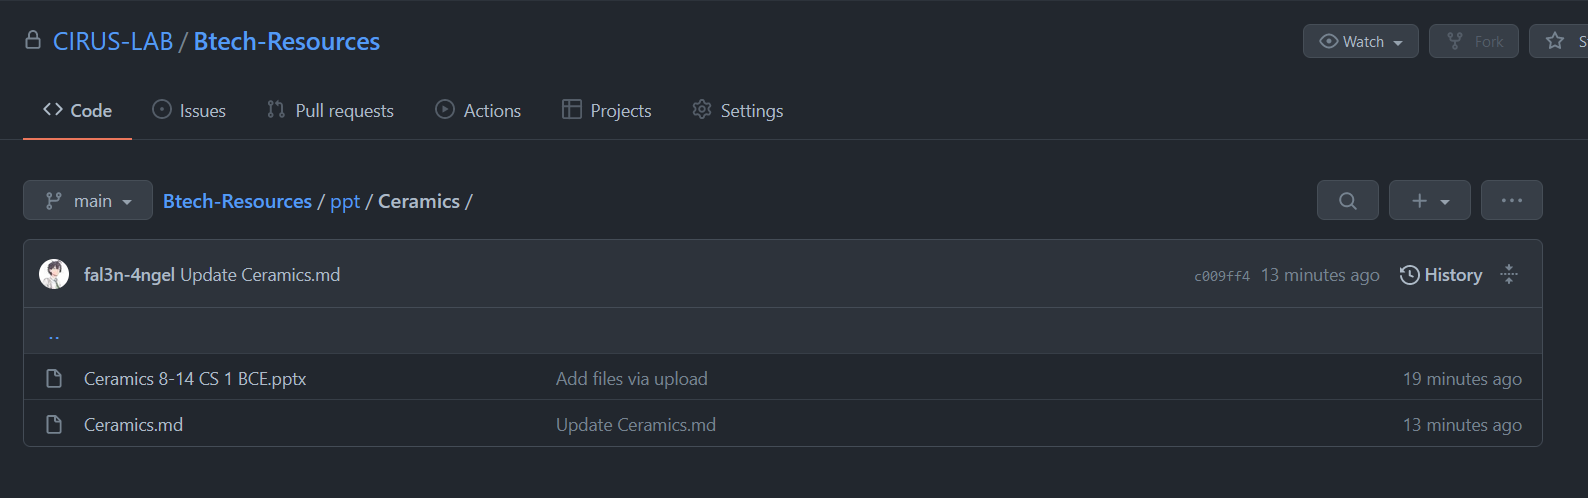 CIRUS-LAB / Btech-Resources
Watch
Fork
Code
Issues
Pull requests
Actions
Projects
Settings
main
Btech-Resources / ppt / Ceramics /
fal3n-4ngel Update Ceramics.md
c009ff4 13 minutes ago
History
..
Ceramics 8-14 CS 1 BCE.pptx
Add files via upload
19 minutes ago
Ceramics.md
Update Ceramics.md
13 minutes ago